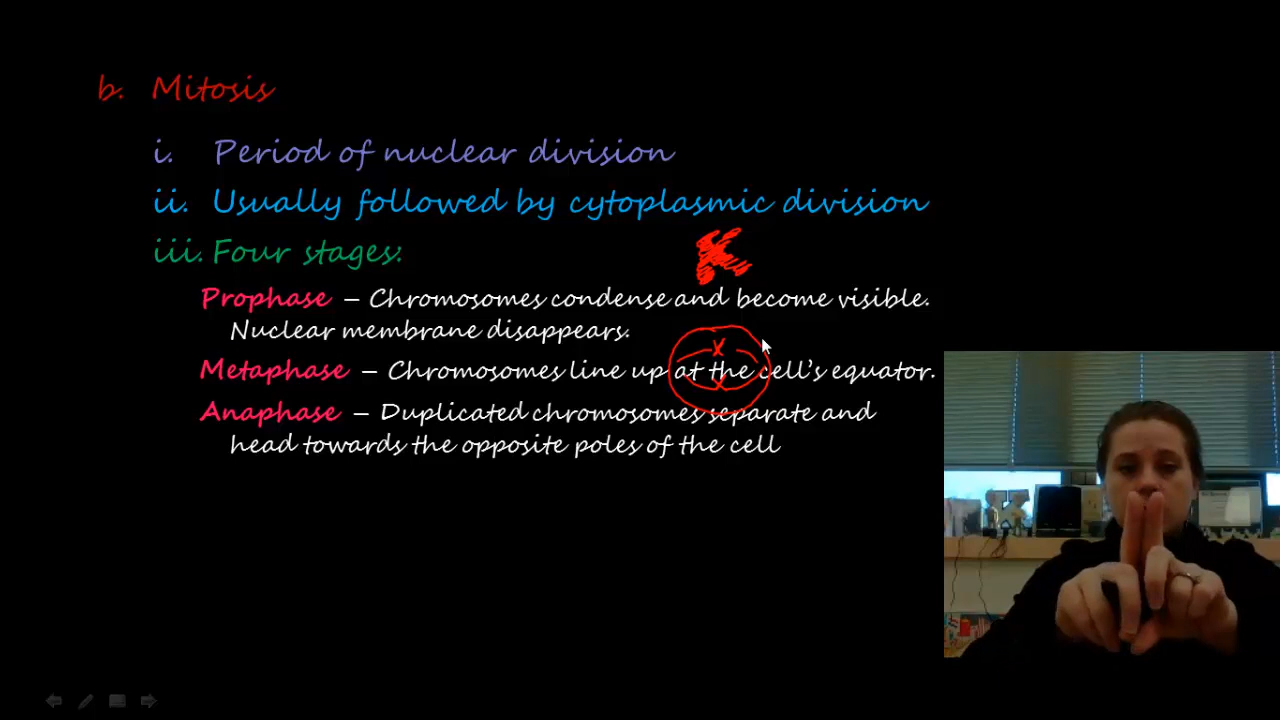 b. Mitosis
i. Period of nuclear division
ii. Usually followed by cytoplasmic division
iii. Four stages:
Prophase – Chromosomes condense and become visible.
Nuclear membrane disappears.
Metaphase – Chromosomes line up at the cell's equator.
Anaphase – Duplicated chromosomes separate and
head towards the opposite poles of the cell